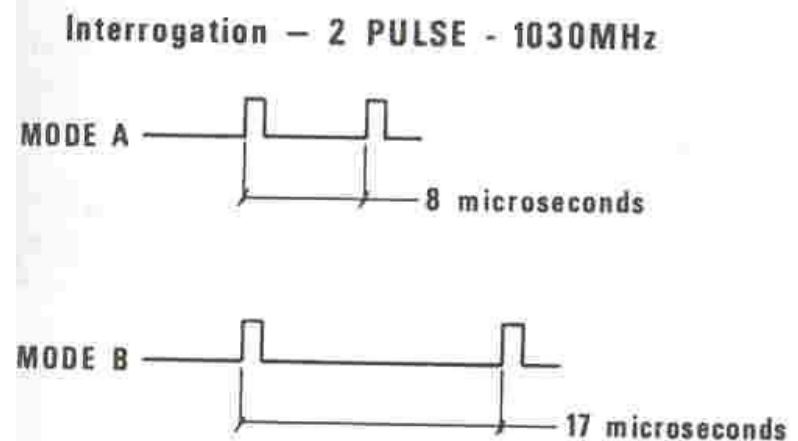 Interrogation — 2 PULSE - 1030MHz
MODE A
8 microseconds
MODE B
17 microseconds